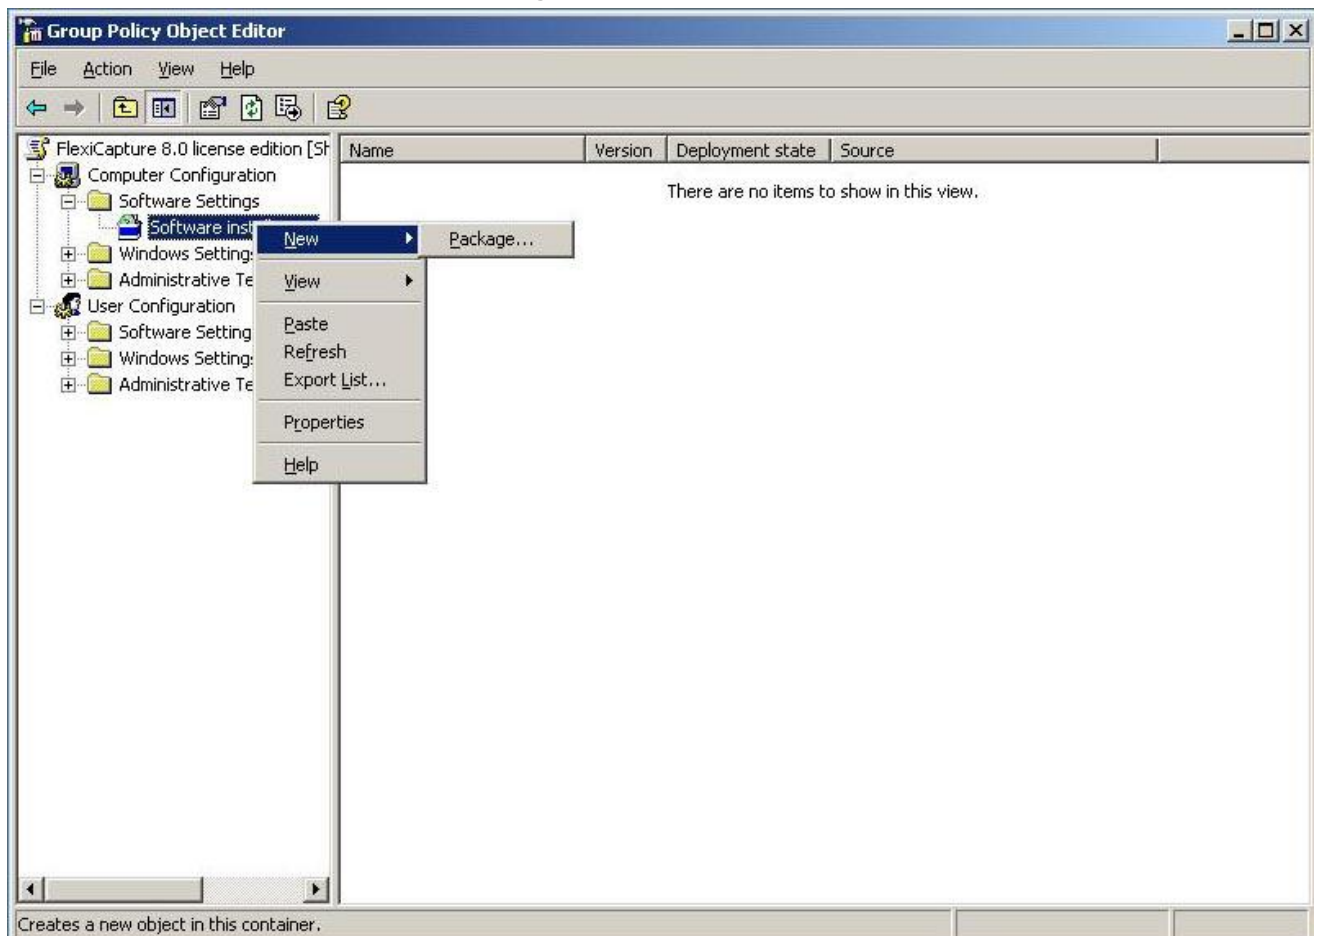 Group Policy Object Editor
File Action View Help
FlexiCapture 8.0 license edition [Sh
Name Version Deployment state Source
Computer Configuration
There are no items to show in this view.
Software Settings
Software inst
New Package...
Windows Setting
Administrative Te
View
User Configuration
Software Setting
Paste
Windows Setting
Refresh
Administrative Te
Export List...
Properties
Help
Creates a new object in this container.